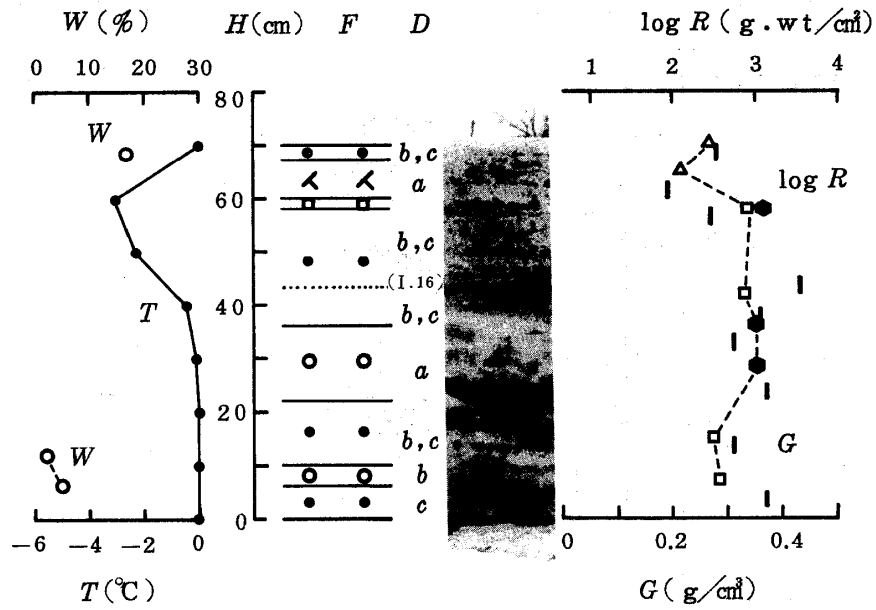 W (%) H (cm) F D log R (g.wt/cm³)
0 10 20 30 1 2 3 4
80
W b, c
a log R
60
b, c
(I.16)
T 40 b, c
a
20
W b, c G
b
c
0
−6 −4 −2 0 0 0.2 0.4
T (°C) G (g/cm³)